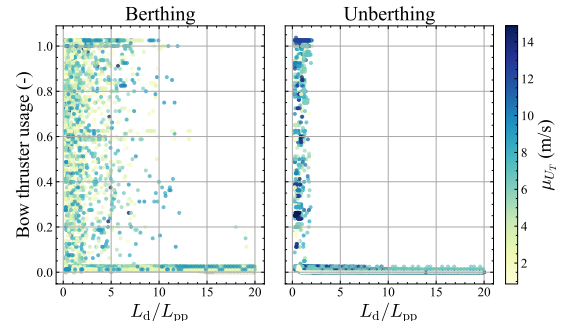 Berthing
Unberthing
Bow thruster usage (-)
1.0
0.8
0.6
0.4
0.2
0.0
0 5 10 15 20
0 5 10 15 20
L_d/L_pp
L_d/L_pp
14
12
10
8
6
4
2
μ_{U_T} (m/s)